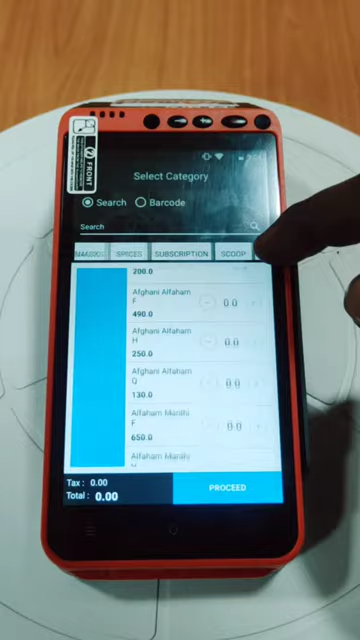 FRONT
Select Category
Search
Barcode
Search
SPICES
SUBSCRIPTION
SCOOP
200.0
Afghani Alfaham
F
490.0
0.0
Afghani Alfaham
H
250.0
0.0
Afghani Alfaham
Q
130.0
0.0
Alfaham Manthi
F
650.0
0.0
Alfaham Manthi
Tax : 0.00
Total : 0.00
PROCEED